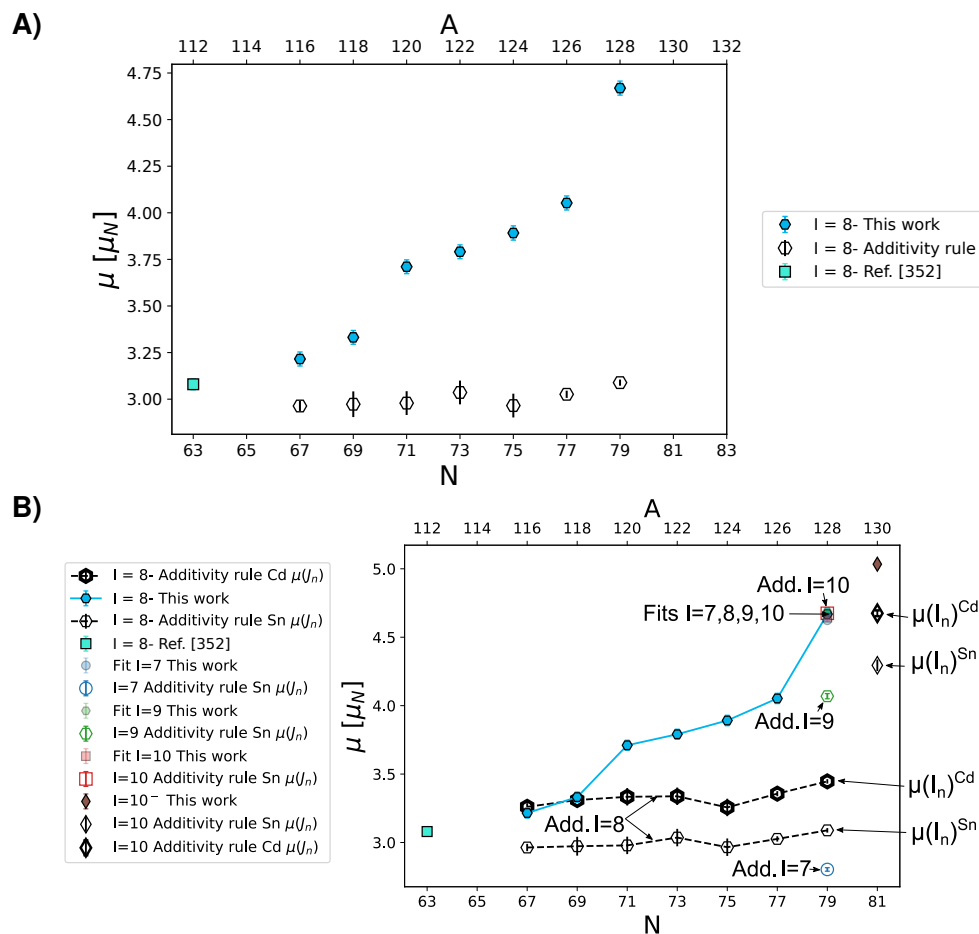 A)
A
112 114 116 118 120 122 124 126 128 130 132
4.75
4.50
4.25
4.00
3.75
3.50
3.25
3.00
μ [μN]
63 65 67 69 71 73 75 77 79 81 83
N
I = 8- This work
I = 8- Additivity rule
I = 8- Ref. [352]
B)
A
112 114 116 118 120 122 124 126 128 130
I = 8- Additivity rule Cd μ(Jn)
I = 8- This work
I = 8- Additivity rule Sn μ(Jn)
I = 8- Ref. [352]
Fit I=7 This work
I=7 Additivity rule Sn μ(Jn)
Fit I=9 This work
I=9 Additivity rule Sn μ(Jn)
Fit I=10 This work
I=10 Additivity rule Sn μ(Jn)
I=10⁻ This work
I=10 Additivity rule Sn μ(Jn)
I=10 Additivity rule Cd μ(Jn)
5.0
4.5
4.0
3.5
3.0
μ [μN]
Add. I=10
Fits I=7,8,9,10
μ(In)Cd
μ(In)Sn
Add.I=9
μ(In)Cd
Add.I=8
μ(In)Sn
Add.I=7
63 65 67 69 71 73 75 77 79 81
N